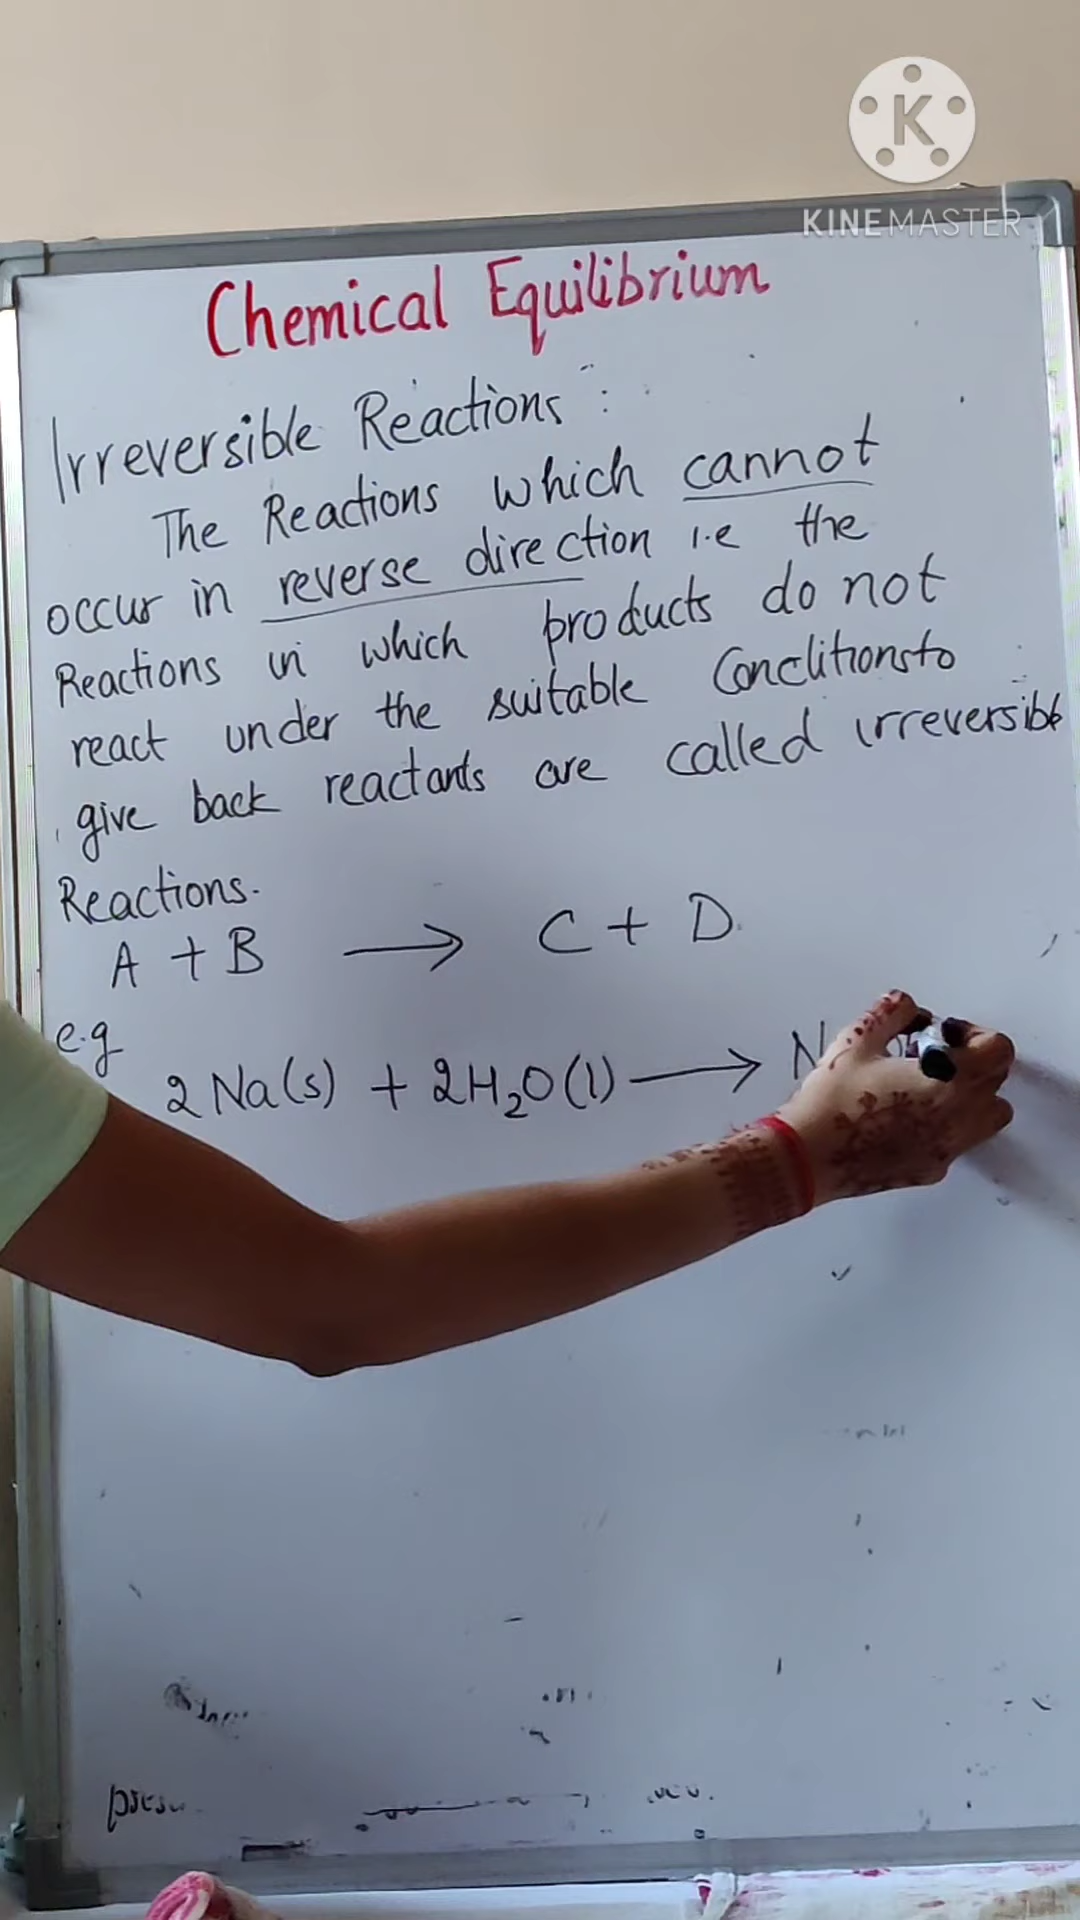 K
KINEMASTER
Chemical Equilibrium
Irreversible Reactions :
The Reactions which cannot
occur in reverse direction i.e the
Reactions in which products do not
react under the suitable Conditionsto
give back reactants are called irreversible
Reactions.
A + B → C + D.
e.g
2Na(s) + 2H₂O(l) → N